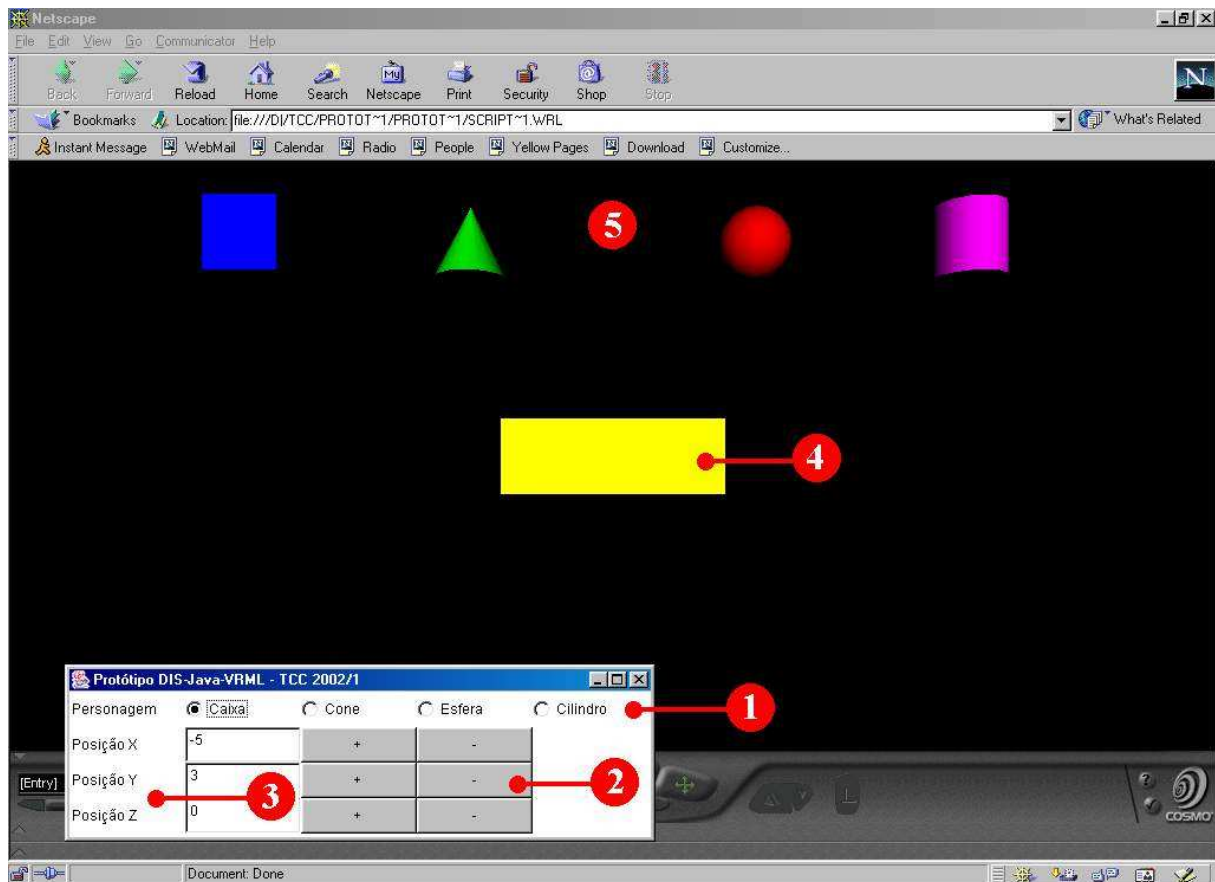 Netscape
File Edit View Go Communicator Help
Back Forward Reload Home Search Netscape Print Security Shop Stop
My
N
Bookmarks Location: file:///D|/TCC/PROTOT~1/PROTOT~1/SCRIPT~1.WRL What's Related
Instant Message WebMail Calendar Radio People Yellow Pages Download Customize...
5
4
Protótipo DIS-Java-VRML - TCC 2002/1
Personagem Caixa Cone Esfera Cilindro 1
Posição X -5 + -
Posição Y 3 + - 2
3
Posição Z 0 + -
[Entry]
?
COSMO
Document: Done